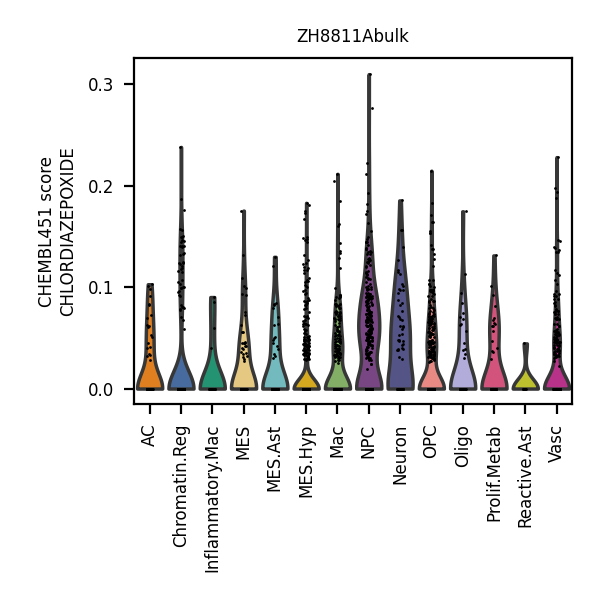 ZH8811Abulk
CHEMBL451 score
CHLORDIAZEPOXIDE
0.3
0.2
0.1
0.0
AC
Chromatin.Reg
Inflammatory.Mac
MES
MES.Ast
MES.Hyp
Mac
NPC
Neuron
OPC
Oligo
Prolif.Metab
Reactive.Ast
Vasc